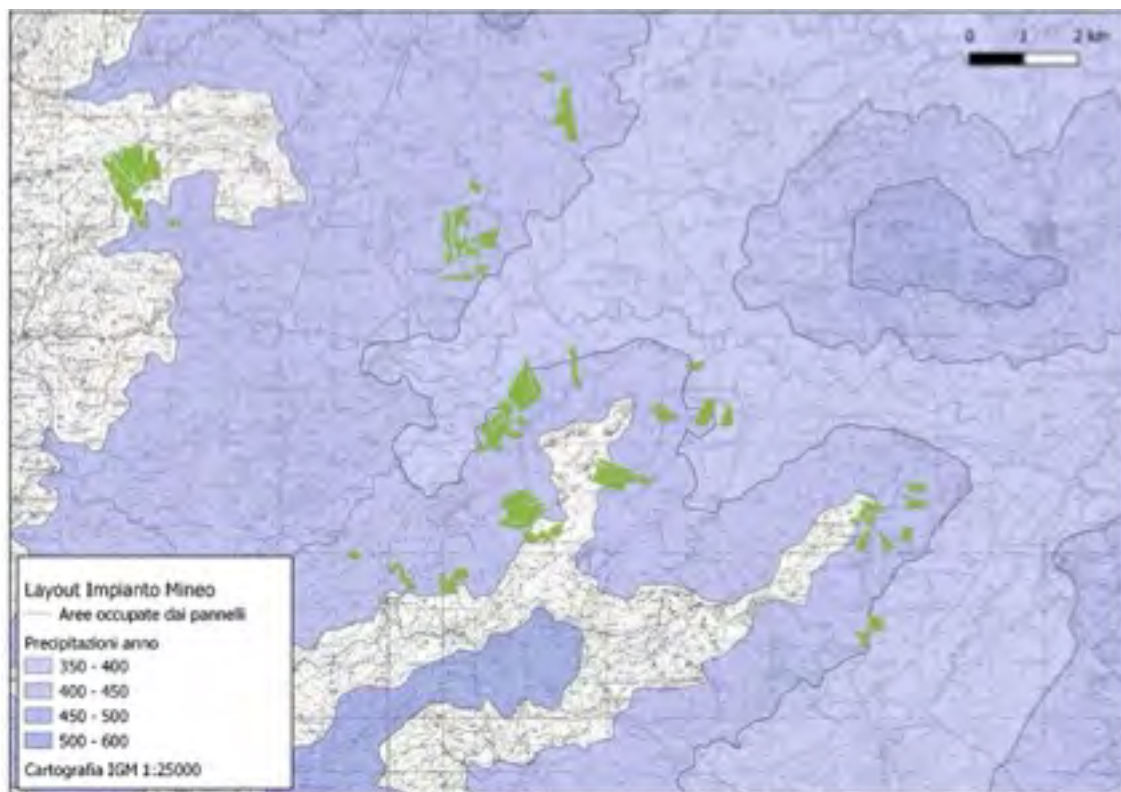 0 1 2 km
Layout Impianto Mineo
Aree occupate dai pannelli
Precipitazioni anno
350 - 400
400 - 450
450 - 500
500 - 600
Cartografia IGM 1:25000